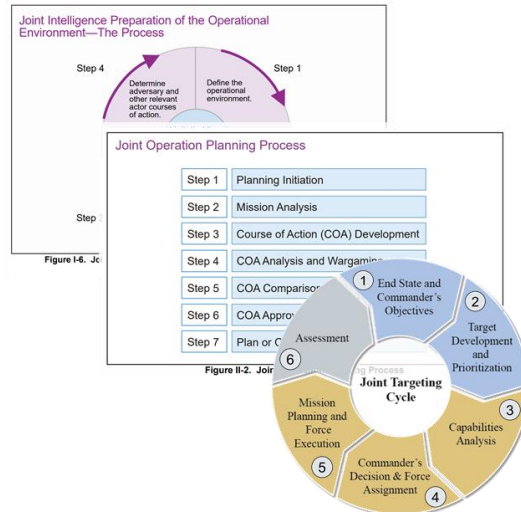 Joint Intelligence Preparation of the Operational
Environment—The Process
Step 4
Step 1
Determine
adversary and
other relevant
actor courses
of action.
Define the
operational
environment.
Step
Figure I-6. Joi
Joint Operation Planning Process
Step 1 Planning Initiation
Step 2 Mission Analysis
Step 3 Course of Action (COA) Development
Step 4 COA Analysis and Wargaming
Step 5 COA Comparison
Step 6 COA Approv
Step 7 Plan or O
Figure II-2. Join ng Process
Joint Targeting
Cycle
1
End State and
Commander's
Objectives
2
Target
Development
and
Prioritization
3
Capabilities
Analysis
Commander's
Decision & Force
Assignment
4
Mission
Planning and
Force
Execution
5
Assessment
6